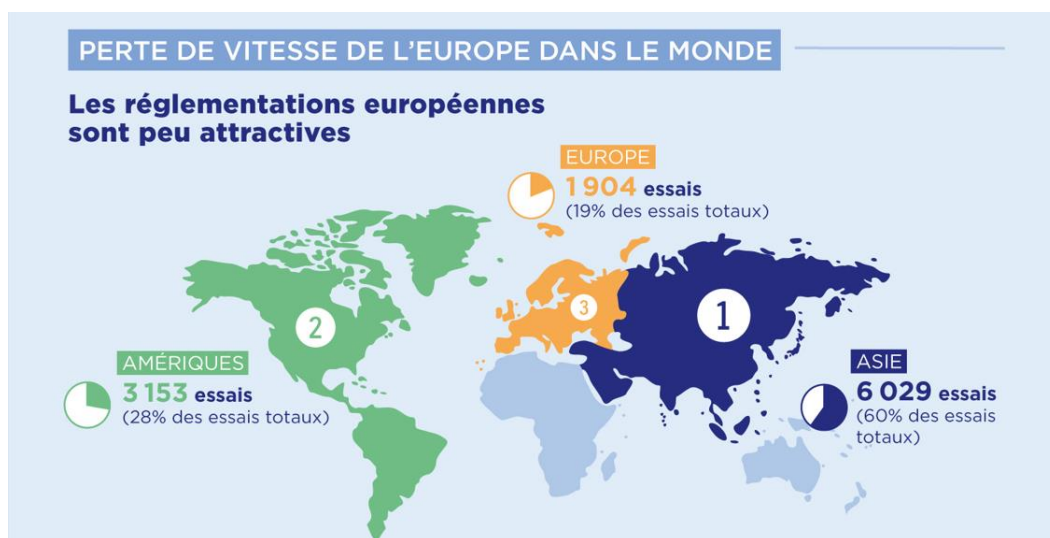 PERTE DE VITESSE DE L'EUROPE DANS LE MONDE
Les réglementations européennes
sont peu attractives
EUROPE
1 904 essais
(19% des essais totaux)
3
2
1
AMÉRIQUES
3 153 essais
(28% des essais totaux)
ASIE
6 029 essais
(60% des essais
totaux)